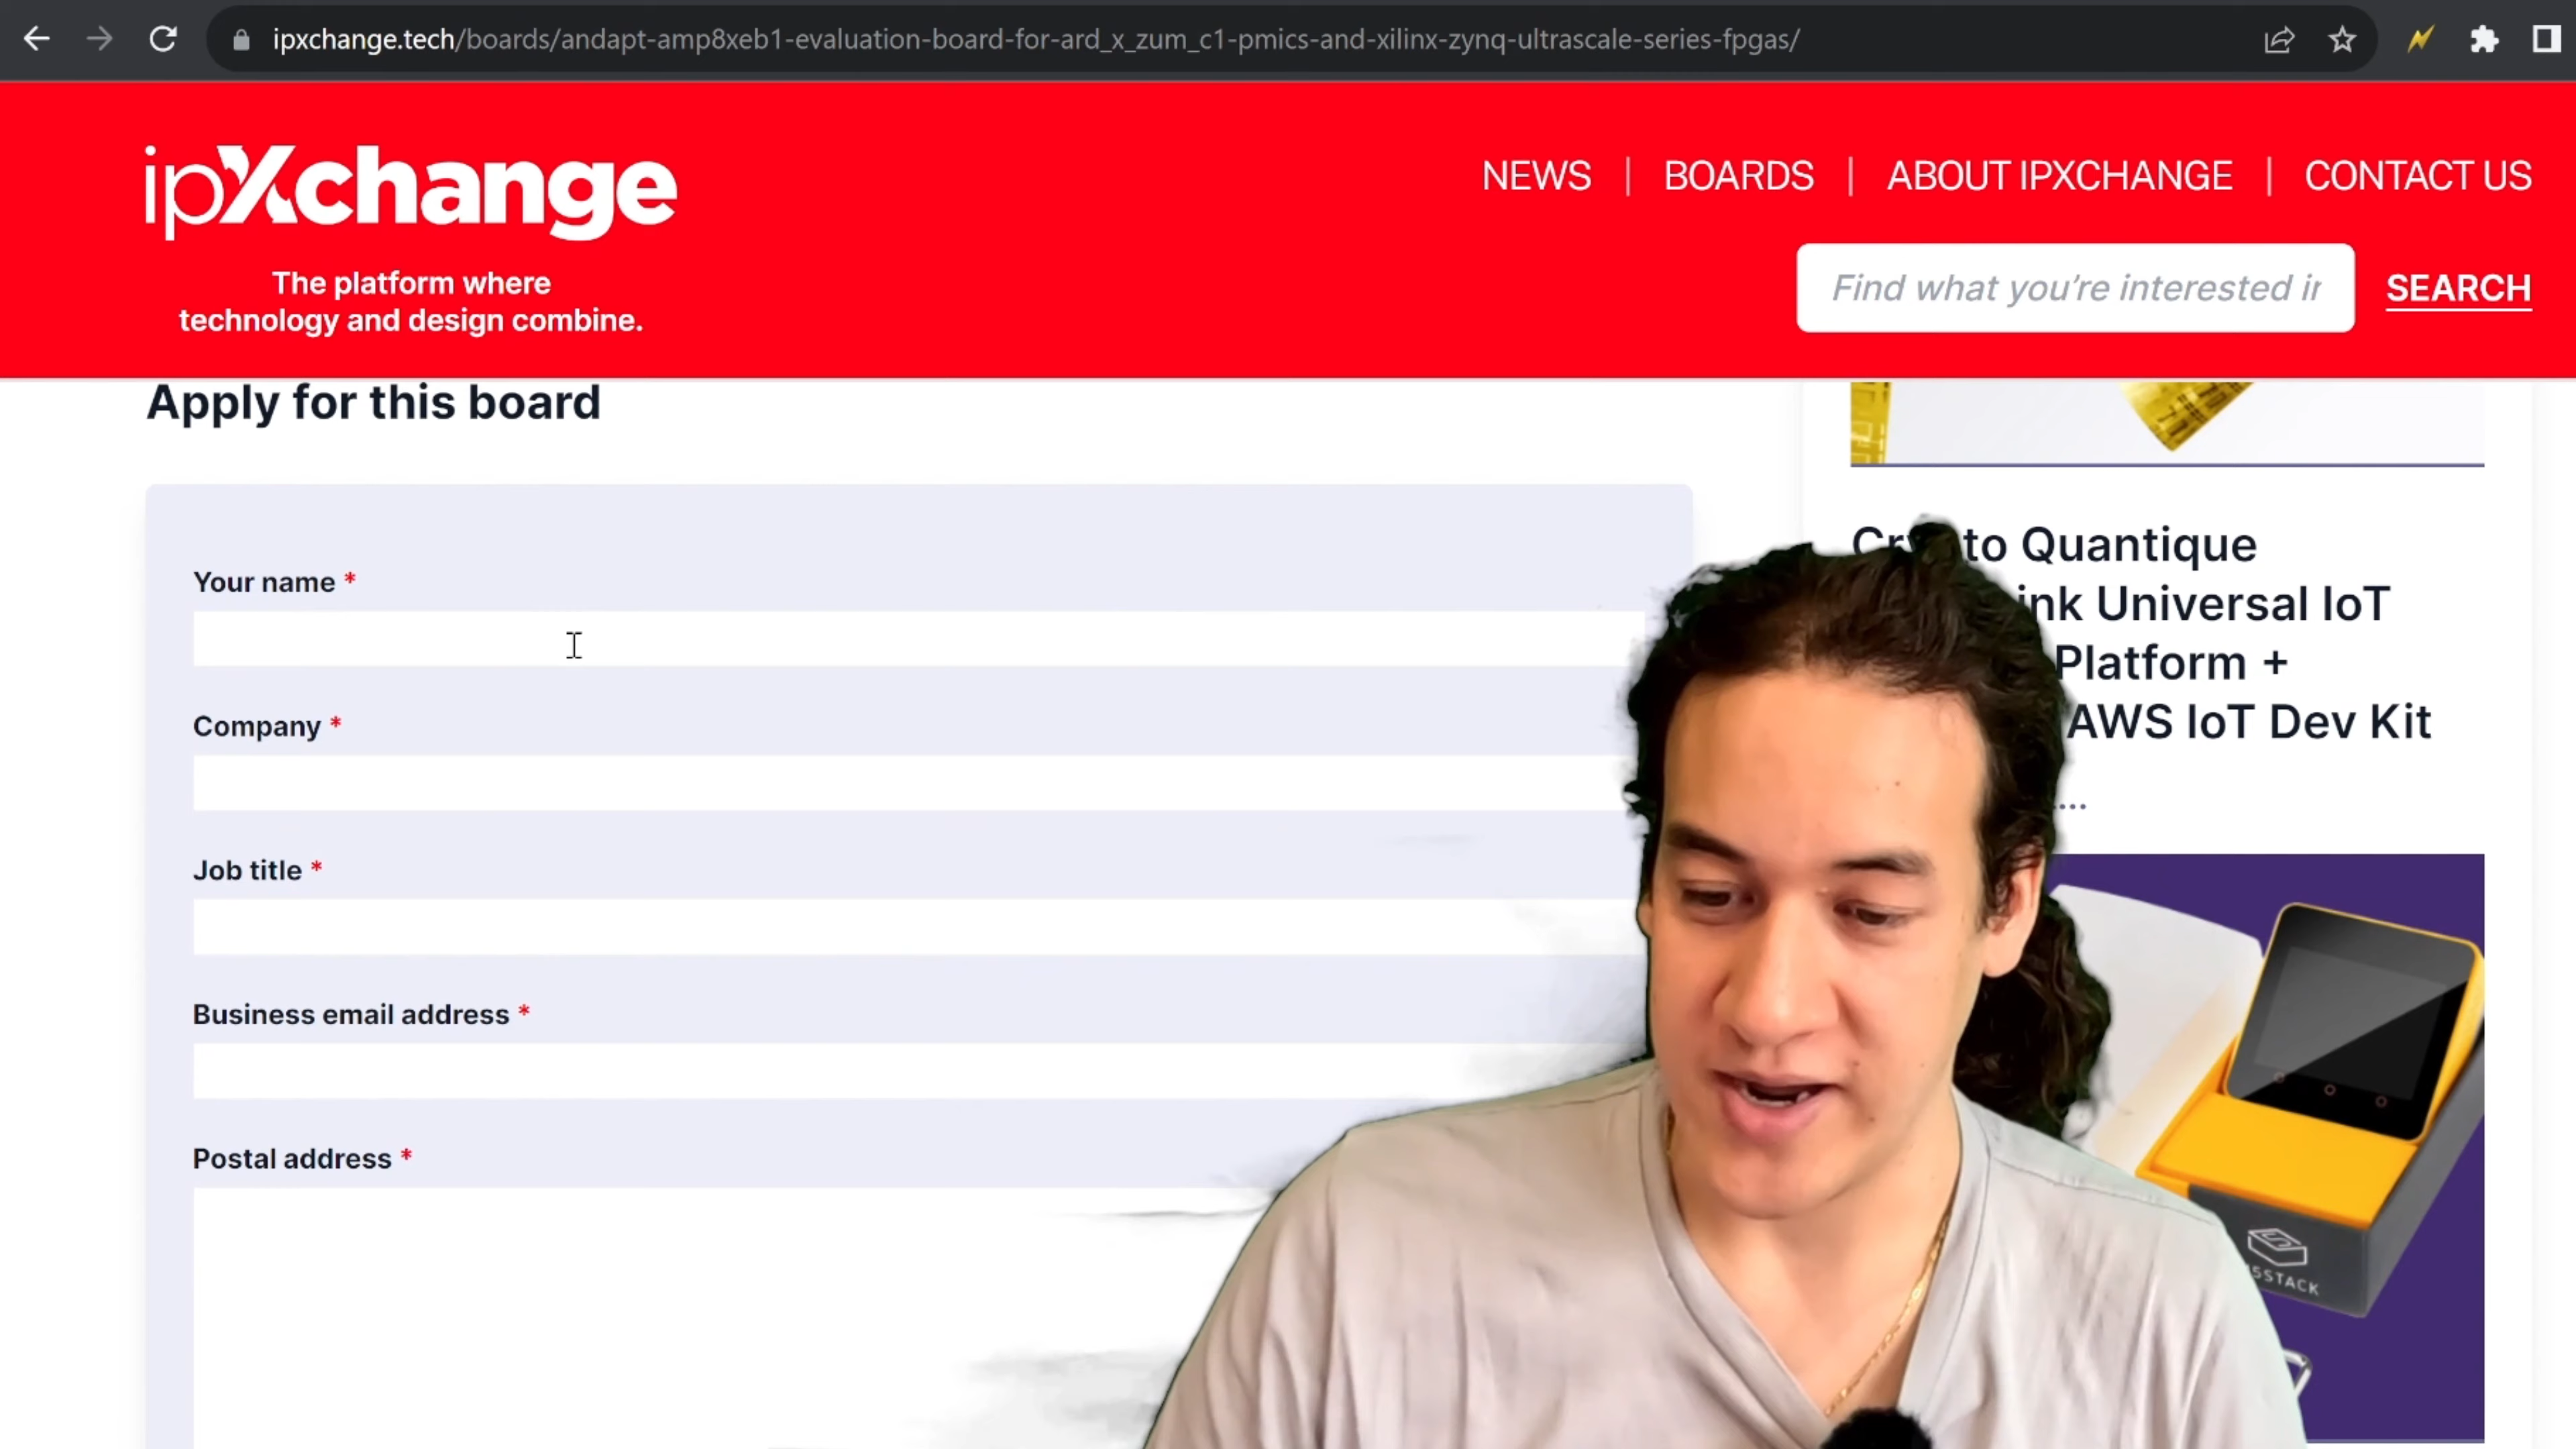 ipxchange.tech/boards/andapt-amp8xeb1-evaluation-board-for-ard_x_zum_c1-pmics-and-xilinx-zynq-ultrascale-series-fpgas/
ipXchange
The platform where
technology and design combine.
NEWS | BOARDS | ABOUT IPXCHANGE | CONTACT US
Find what you're interested in
SEARCH
Apply for this board
Your name *
Company *
Job title *
Business email address *
Postal address *
Quantique
Universal IoT
Platform +
AWS IoT Dev Kit
...